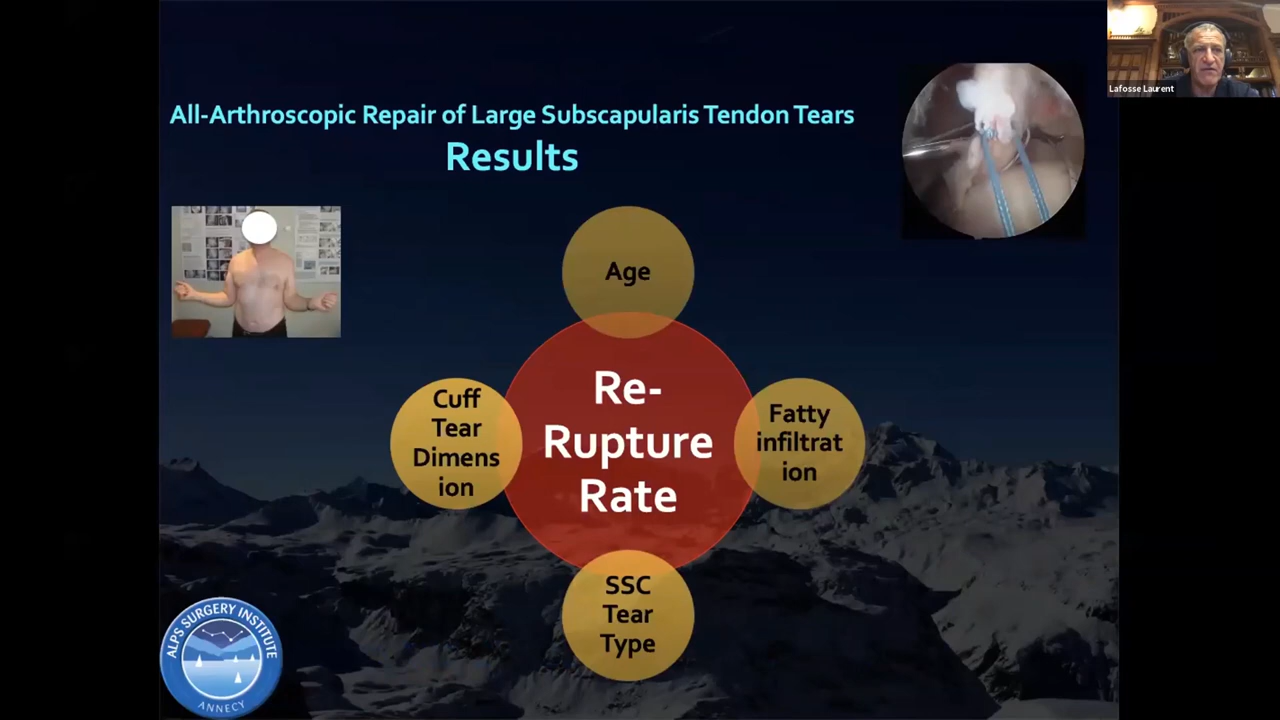 Lafosse Laurent
All-Arthroscopic Repair of Large Subscapularis Tendon Tears
Results
Age
Cuff
Tear
Dimens
ion
Re-
Rupture
Rate
Fatty
infiltrat
ion
SSC
Tear
Type
ALPS SURGERY INSTITUTE
ANNECY